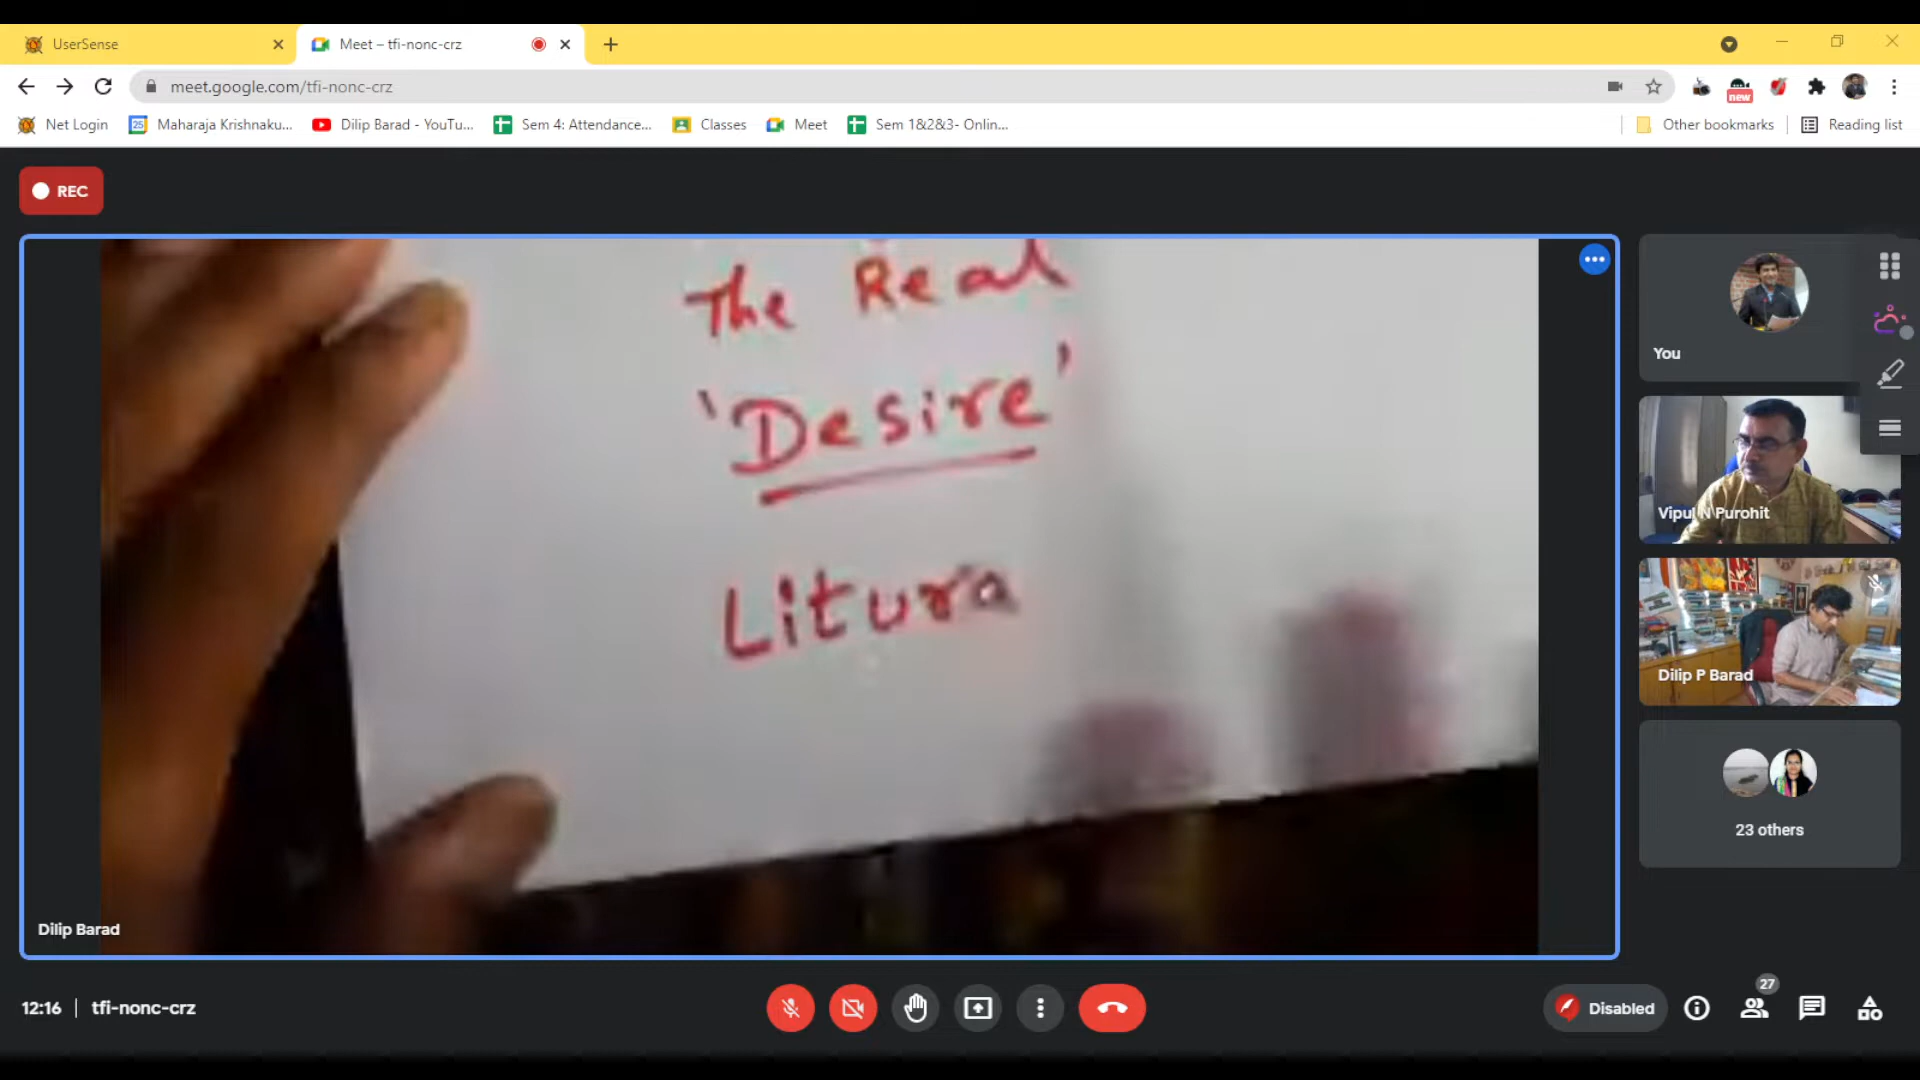 UserSense
Meet – tfi-nonc-crz
meet.google.com/tfi-nonc-crz
new
Net Login
25
Maharaja Krishnaku...
Dilip Barad - YouTu...
Sem 4: Attendance...
Classes
Meet
Sem 1&2&3- Onlin...
Other bookmarks
Reading list
REC
The Real
'Desire'
Litura
Dilip Barad
You
Vipul N Purohit
Dilip P Barad
23 others
12:16 | tfi-nonc-crz
Disabled
27